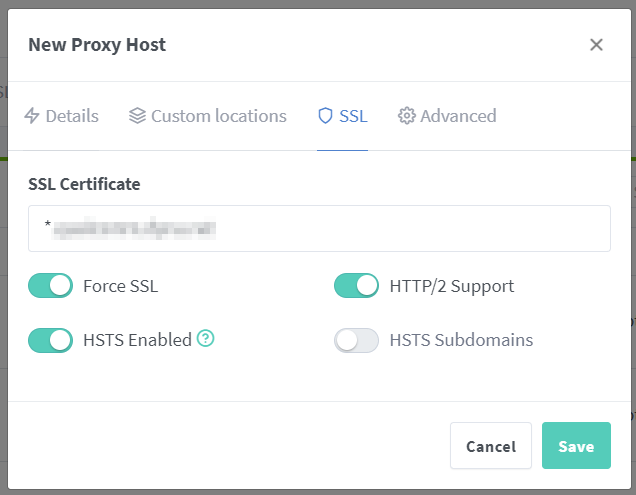 New Proxy Host
Details Custom locations SSL Advanced
SSL Certificate
*
Force SSL HTTP/2 Support
HSTS Enabled HSTS Subdomains
Cancel Save